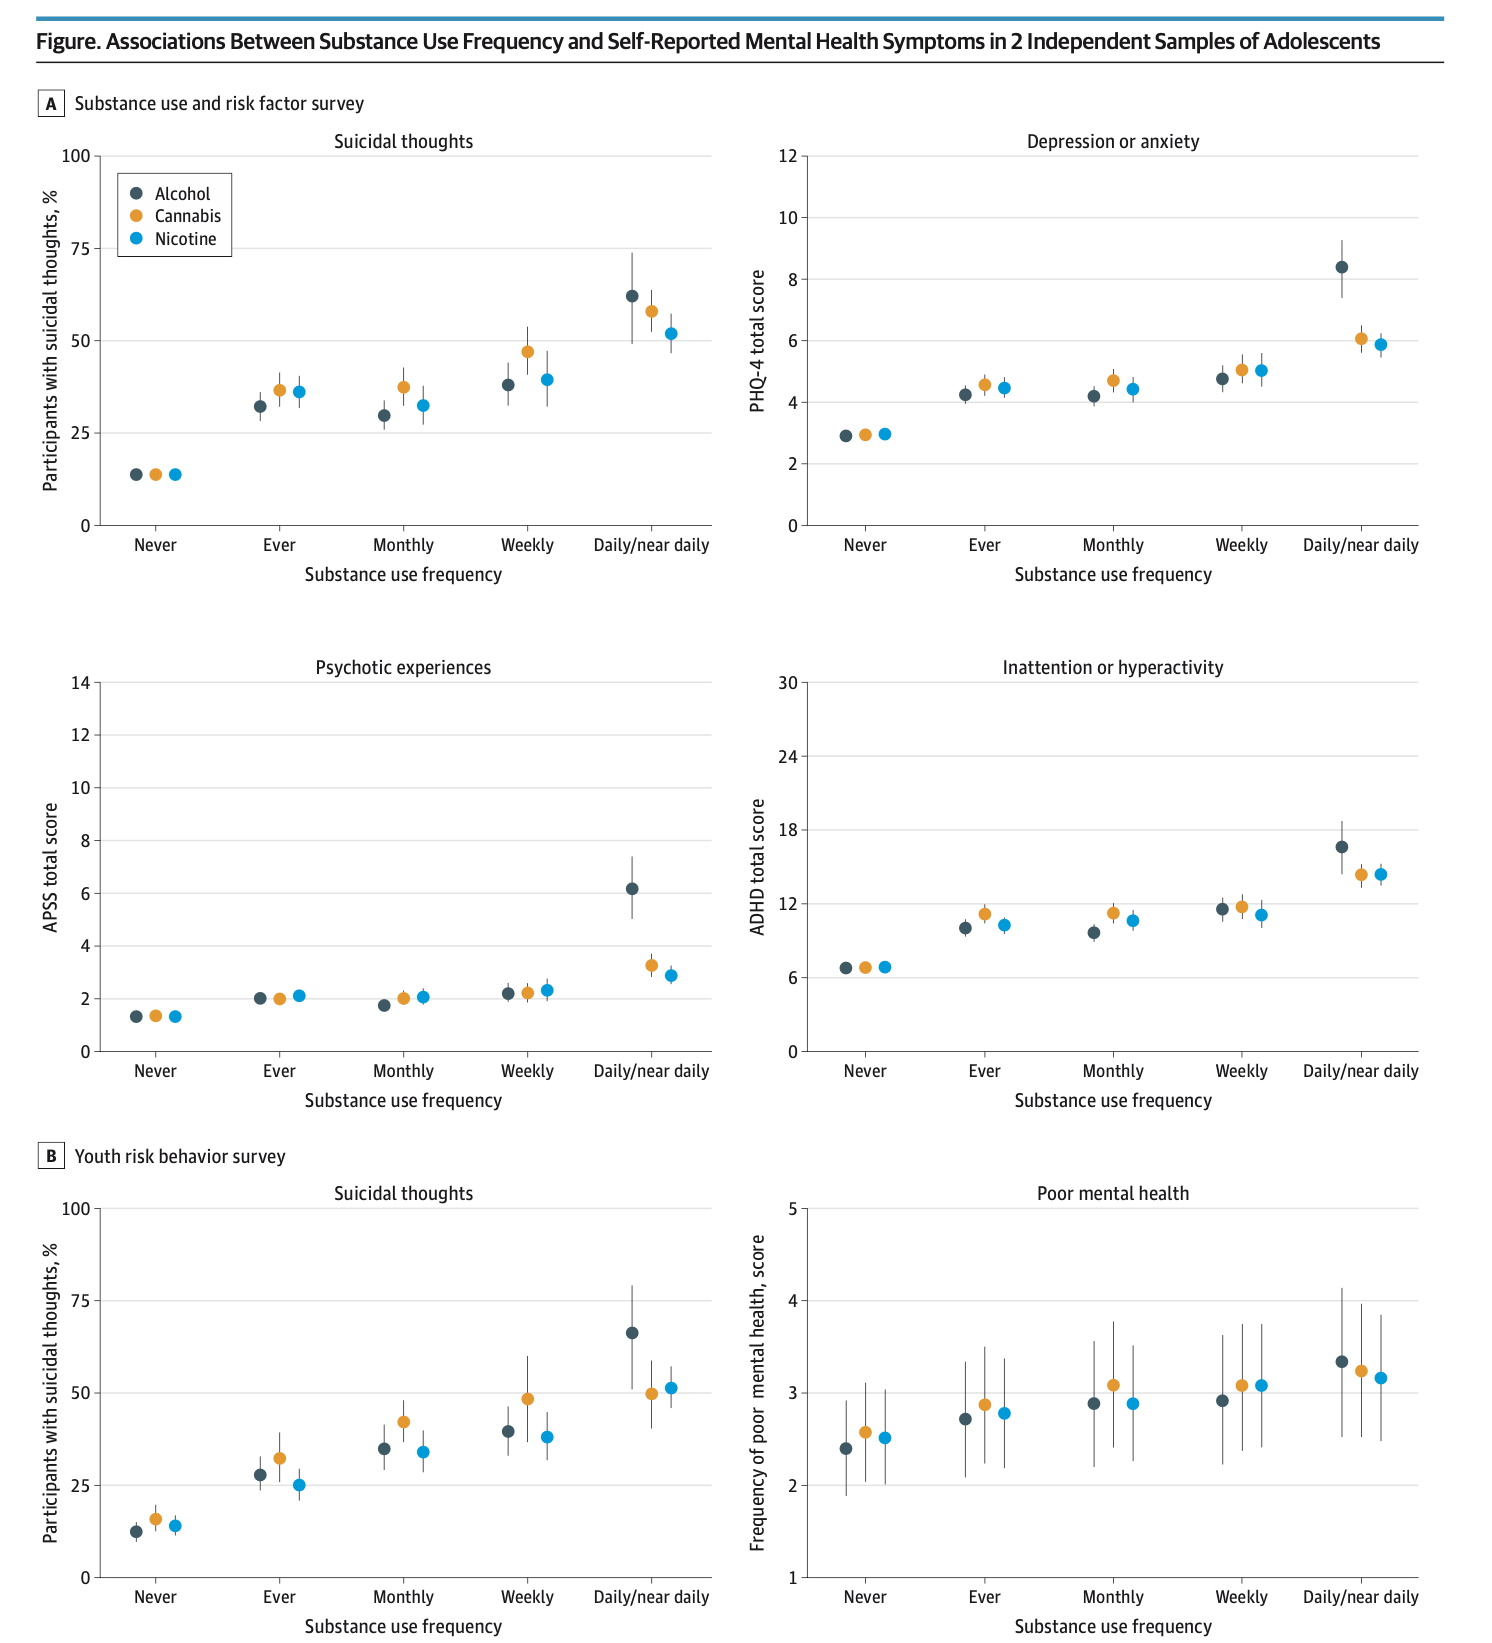 Figure. Associations Between Substance Use Frequency and Self-Reported Mental Health Symptoms in 2 Independent Samples of Adolescents
A Substance use and risk factor survey
Suicidal thoughts
Participants with suicidal thoughts, %
100
75
50
25
0
Alcohol
Cannabis
Nicotine
Never Ever Monthly Weekly Daily/near daily
Substance use frequency
Depression or anxiety
PHQ-4 total score
12
10
8
6
4
2
0
Never Ever Monthly Weekly Daily/near daily
Substance use frequency
Psychotic experiences
APSS total score
14
12
10
8
6
4
2
0
Never Ever Monthly Weekly Daily/near daily
Substance use frequency
Inattention or hyperactivity
ADHD total score
30
24
18
12
6
0
Never Ever Monthly Weekly Daily/near daily
Substance use frequency
B Youth risk behavior survey
Suicidal thoughts
Participants with suicidal thoughts, %
100
75
50
25
0
Never Ever Monthly Weekly Daily/near daily
Substance use frequency
Poor mental health
Frequency of poor mental health, score
5
4
3
2
1
Never Ever Monthly Weekly Daily/near daily
Substance use frequency